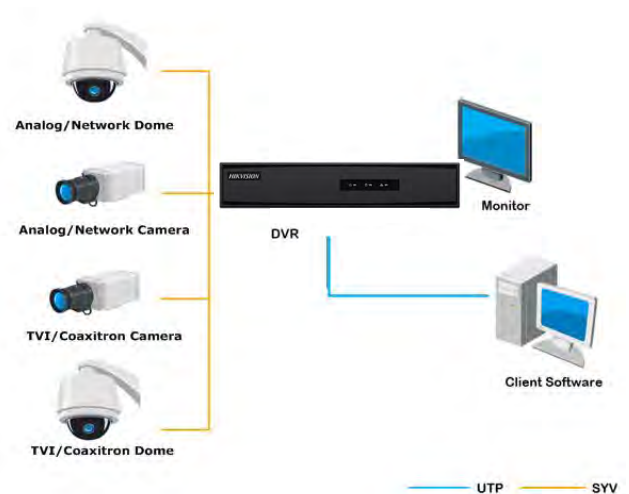 Analog/Network Dome
HIKVISION
Monitor
Analog/Network Camera
DVR
TVI/Coaxitron Camera
Client Software
TVI/Coaxitron Dome
UTP
SYV